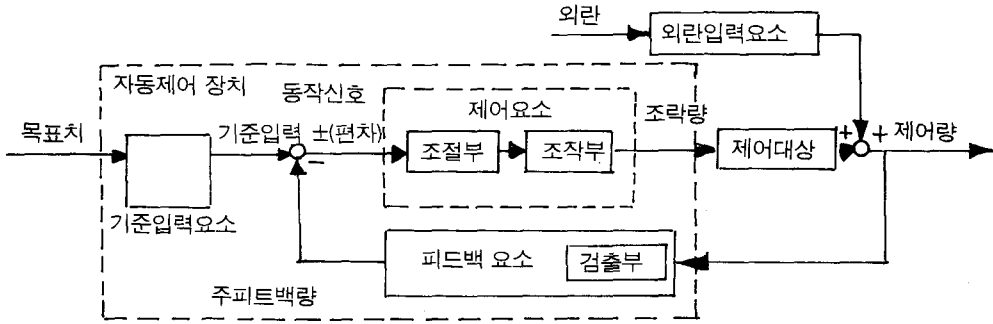 외란
외란입력요소
자동제어 장치
동작신호
제어요소
조락량
목표치
기준입력
±(편차)
조절부
조작부
제어대상
+
+
제어량
−
기준입력요소
피드백 요소
검출부
주피트백량